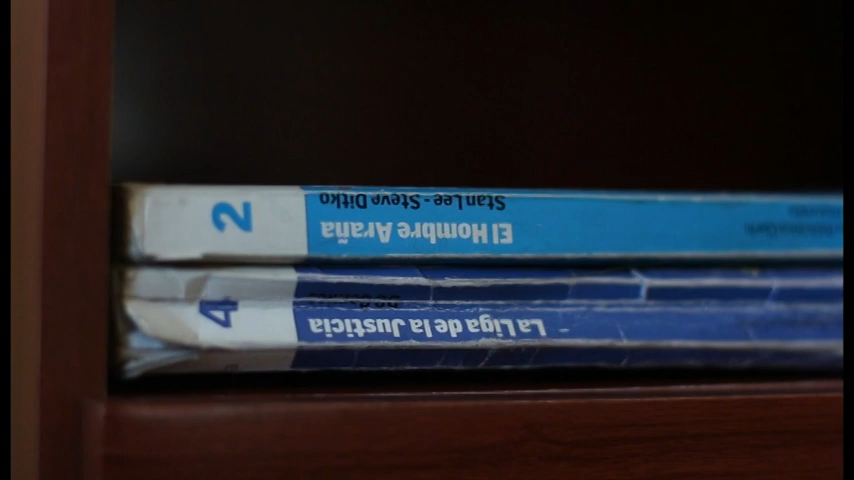 2
El Hombre Araña
Stan Lee - Steve Ditko
4
La Liga de la Justicia